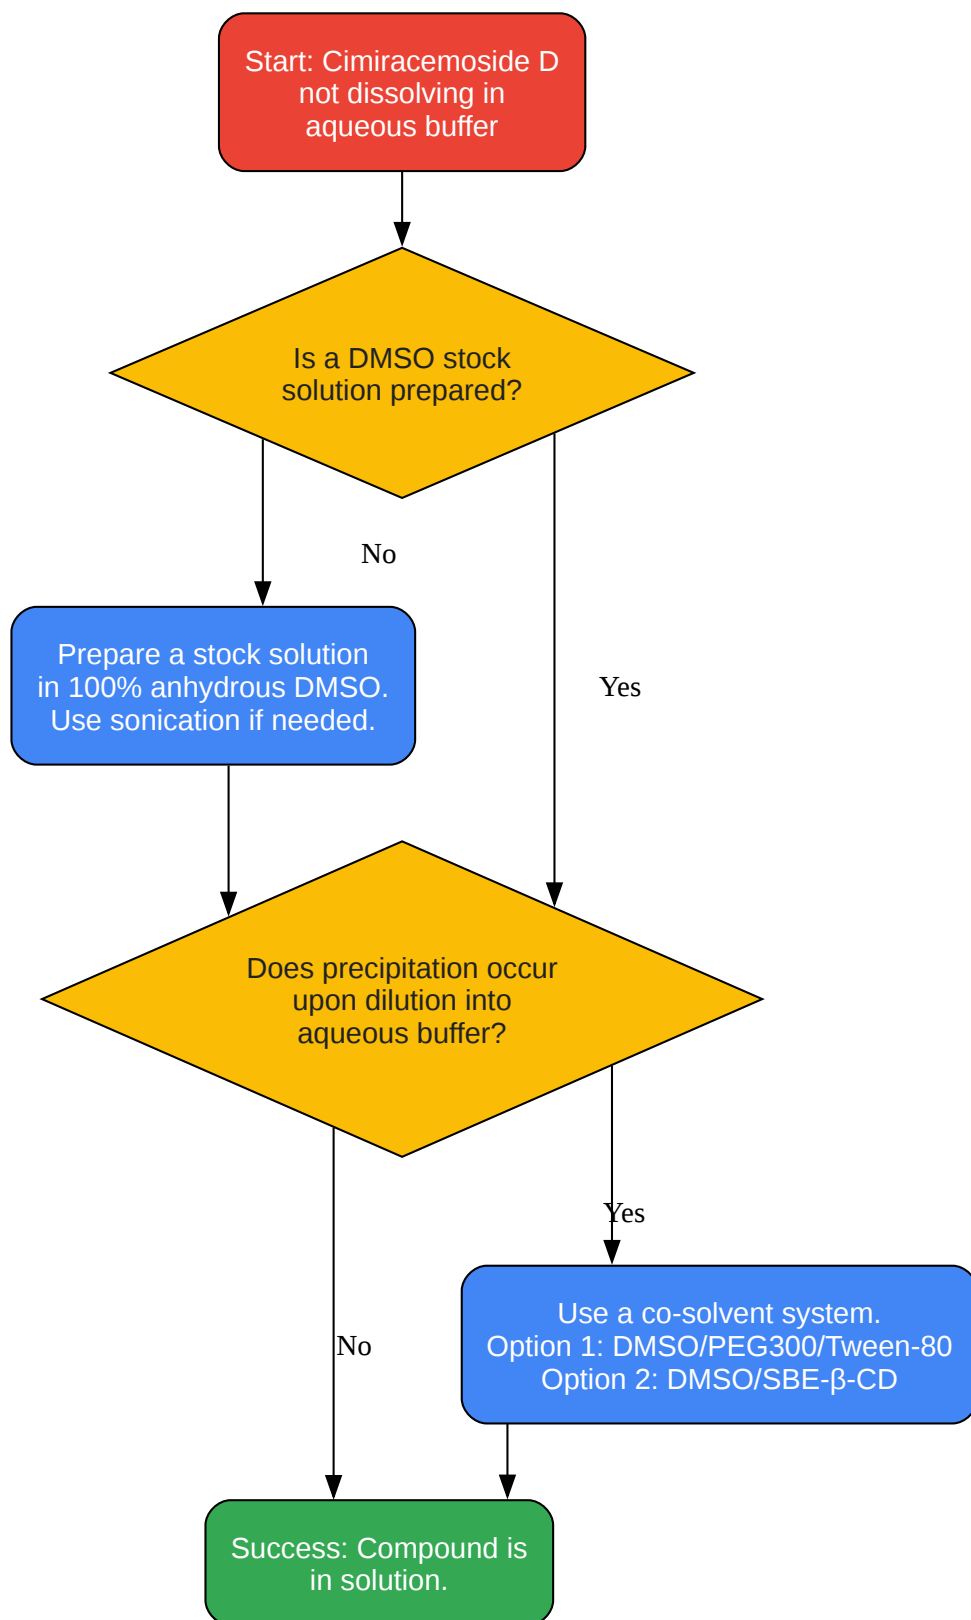 Start: Cimiracemoside D
not dissolving in
aqueous buffer
Is a DMSO stock
solution prepared?
No
Prepare a stock solution
in 100% anhydrous DMSO.
Use sonication if needed.
Yes
Does precipitation occur
upon dilution into
aqueous buffer?
Yes
Use a co-solvent system.
Option 1: DMSO/PEG300/Tween-80
Option 2: DMSO/SBE-β-CD
No
Success: Compound is
in solution.